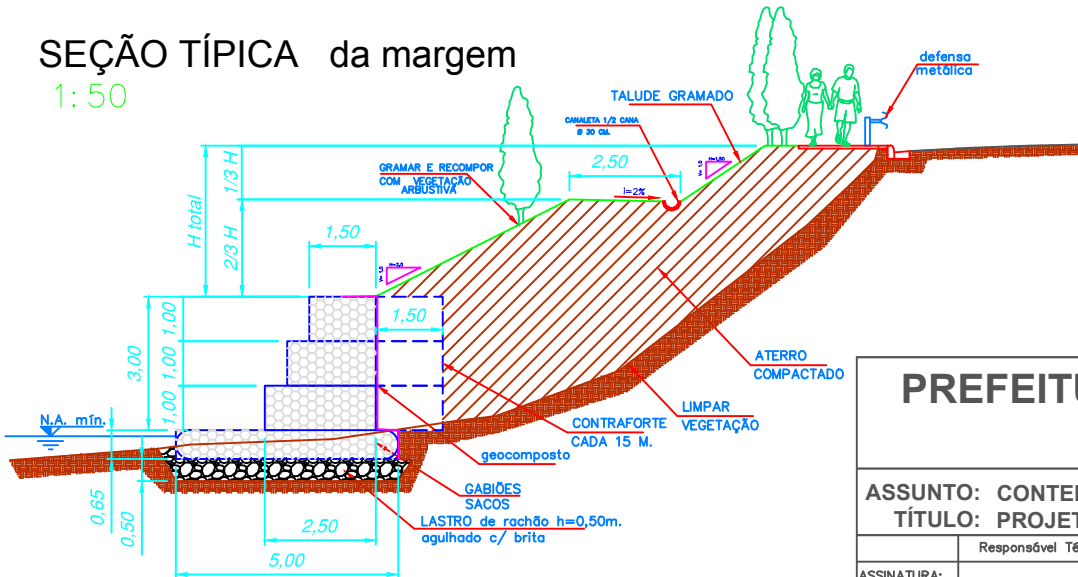 SEÇÃO TÍPICA da margem
1:50
defensa
metálica
TALUDE GRAMADO
CANALETA 1/2 CANA
Ø 30 CM.
2,50
GRAMAR E RECOMPOR
COM VEGETAÇÃO
ARBUSTIVA
i=2%
H total
1/3 H
2/3 H
1,50
1,50
3,00
1,00
1,00
1,00
ATERRO
COMPACTADO
LIMPAR
VEGETAÇÃO
CONTRAFORTE
CADA 15 M.
geocomposto
N.A. mín.
GABIÕES
SACOS
LASTRO de rachão h=0,50m.
agulhado c/ brita
0,65
0,50
2,50
5,00
PREFEITU
ASSUNTO: CONTE
TÍTULO: PROJET
Responsável Té
ASSINATURA: